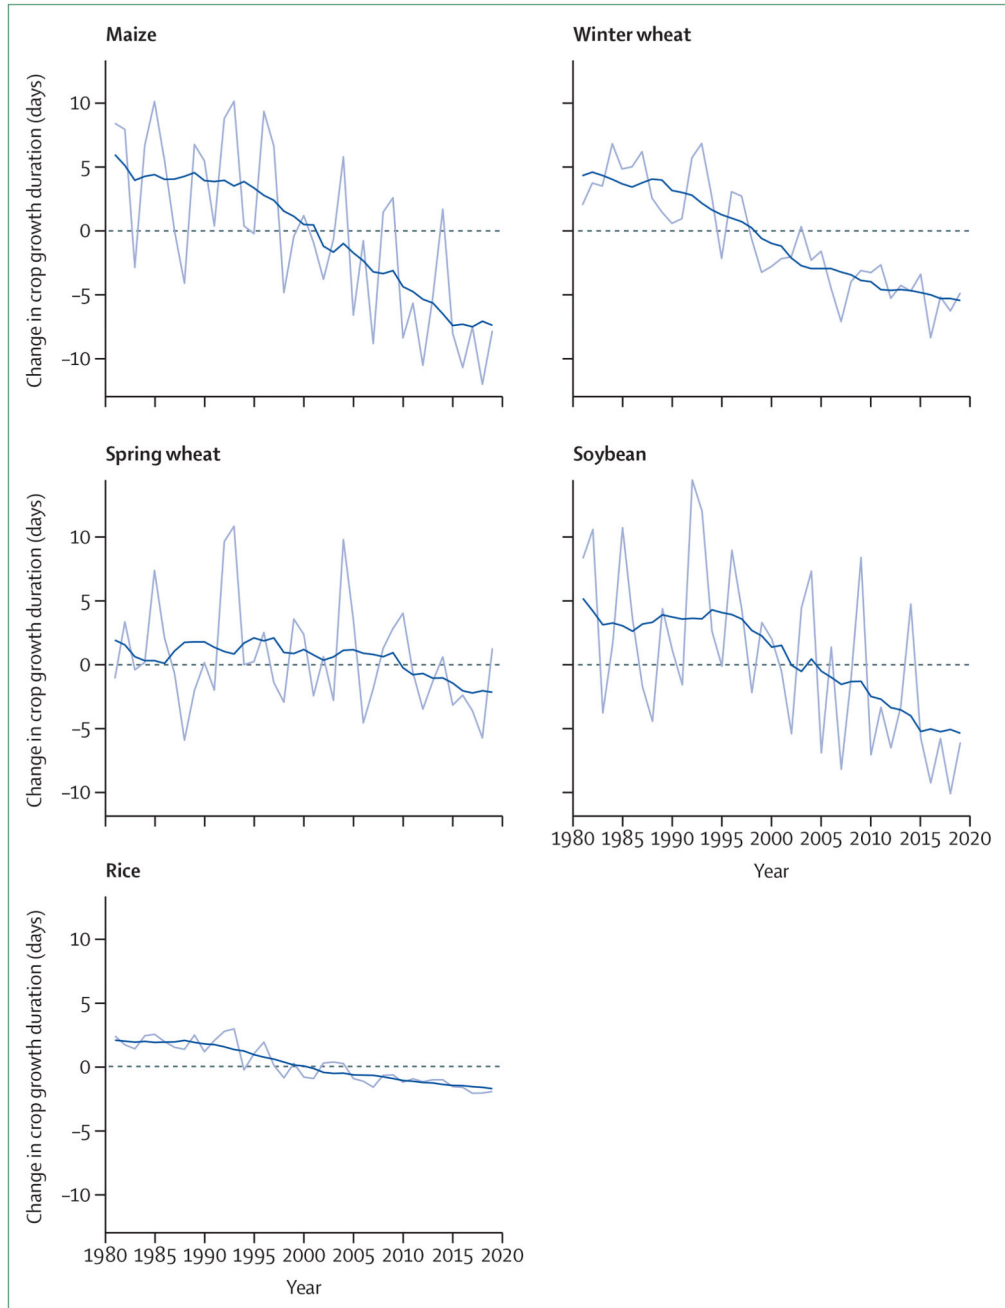 Maize
Change in crop growth duration (days)
10
5
0
–5
–10
Winter wheat
Spring wheat
Change in crop growth duration (days)
10
5
0
–5
–10
Soybean
1980 1985 1990 1995 2000 2005 2010 2015 2020
Year
Rice
Change in crop growth duration (days)
10
5
0
–5
–10
1980 1985 1990 1995 2000 2005 2010 2015 2020
Year